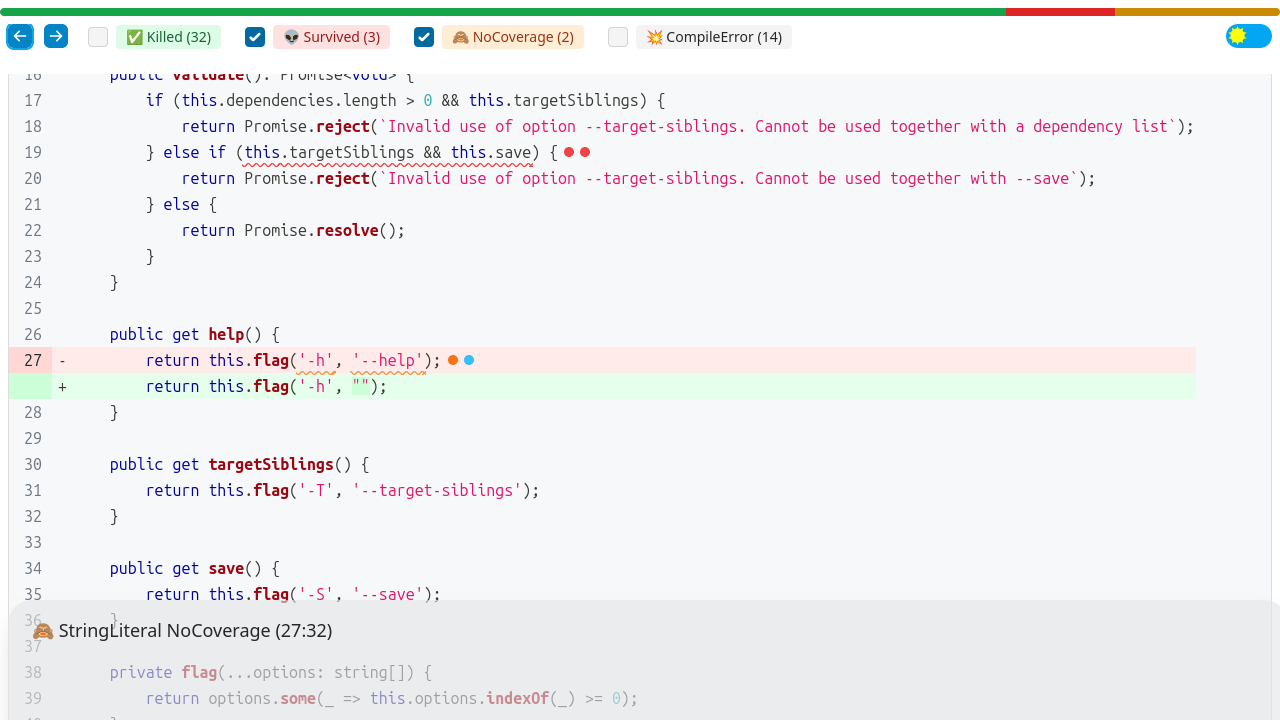 ✅ Killed (32) 👽 Survived (3) 🙈 NoCoverage (2) 💥 CompileError (14)
16 public validate(): Promise<void> {
17 if (this.dependencies.length > 0 && this.targetSiblings) {
18 return Promise.reject(`Invalid use of option --target-siblings. Cannot be used together with a dependency list`);
19 } else if (this.targetSiblings && this.save) {
20 return Promise.reject(`Invalid use of option --target-siblings. Cannot be used together with --save`);
21 } else {
22 return Promise.resolve();
23 }
24 }
25
26 public get help() {
27 - return this.flag('-h', '--help');
+ return this.flag('-h', "");
28 }
29
30 public get targetSiblings() {
31 return this.flag('-T', '--target-siblings');
32 }
33
34 public get save() {
35 return this.flag('-S', '--save');
36 }
🙈 StringLiteral NoCoverage (27:32)
37
38 private flag(...options: string[]) {
39 return options.some(_ => this.options.indexOf(_) >= 0);
40 }